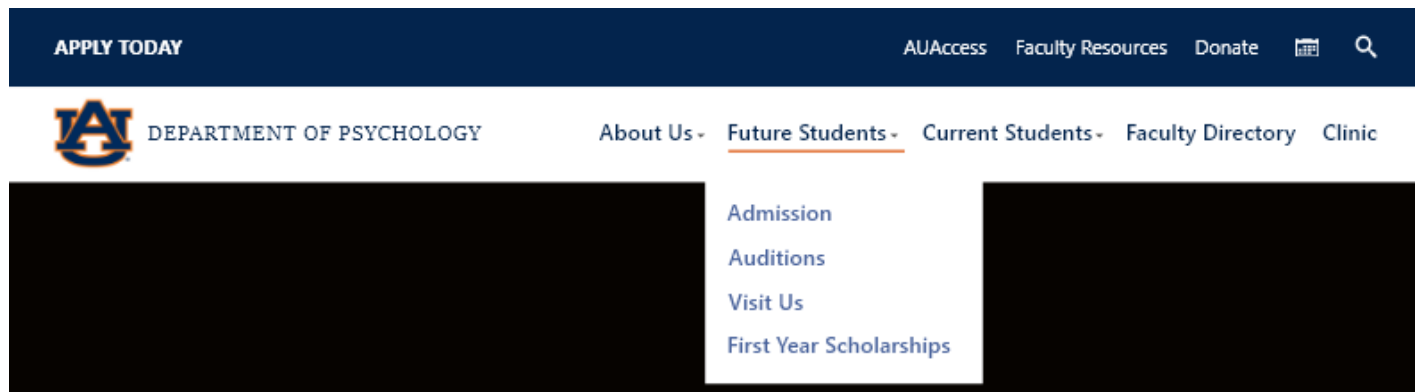 APPLY TODAY AUAccess Faculty Resources Donate
AU DEPARTMENT OF PSYCHOLOGY About Us Future Students Current Students Faculty Directory Clinic
Admission
Auditions
Visit Us
First Year Scholarships